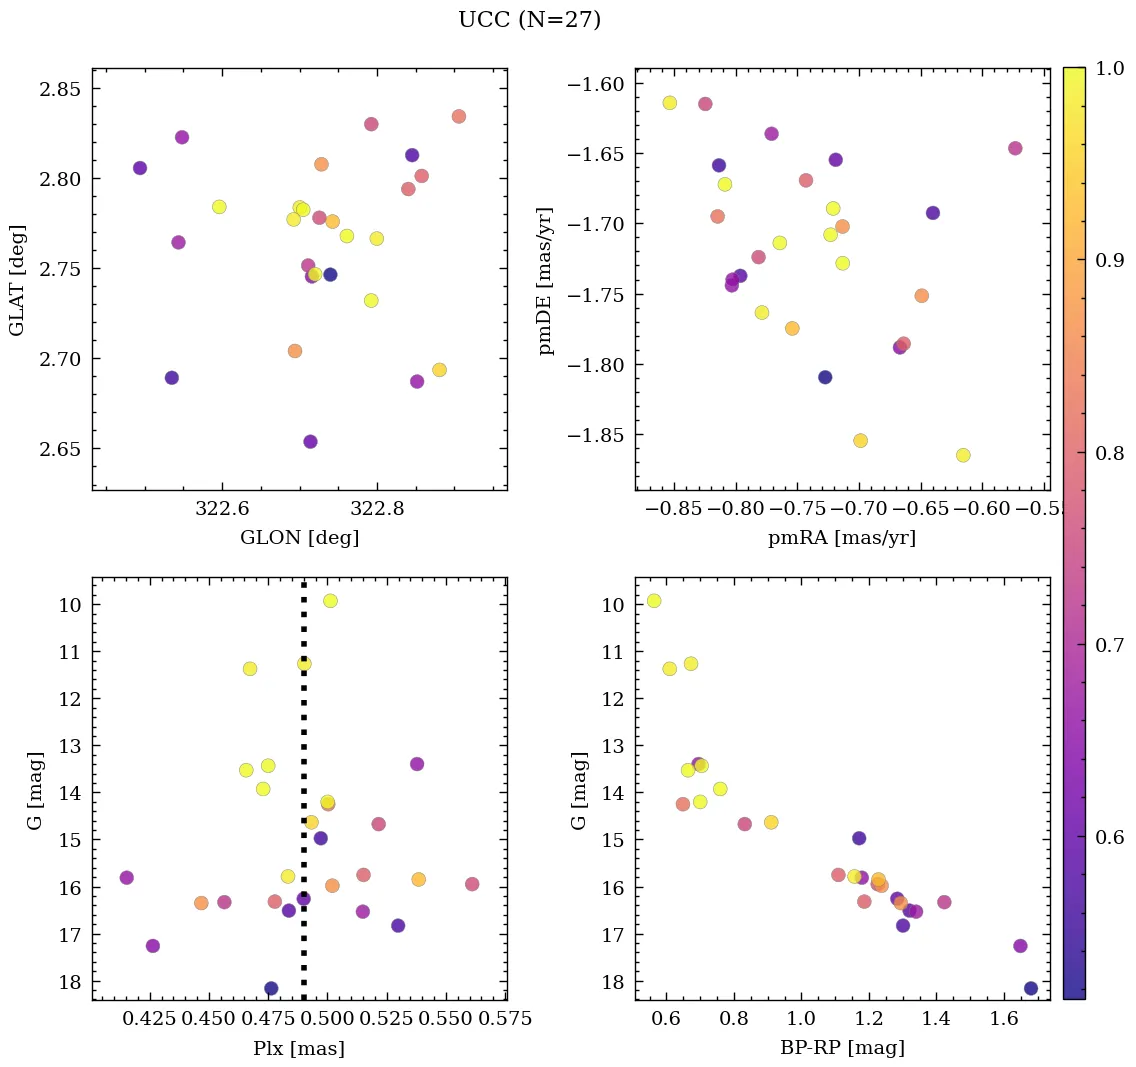 UCC (N=27)
2.85
2.80
2.75
2.70
2.65
GLAT [deg]
322.6 322.8
GLON [deg]
−1.60
−1.65
−1.70
−1.75
−1.80
−1.85
pmDE [mas/yr]
−0.85 −0.80 −0.75 −0.70 −0.65 −0.60 −0.5
pmRA [mas/yr]
1.0
0.9
0.8
0.7
0.6
10
11
12
13
14
15
16
17
18
G [mag]
0.425 0.450 0.475 0.500 0.525 0.550 0.575
Plx [mas]
10
11
12
13
14
15
16
17
18
G [mag]
0.6 0.8 1.0 1.2 1.4 1.6
BP-RP [mag]